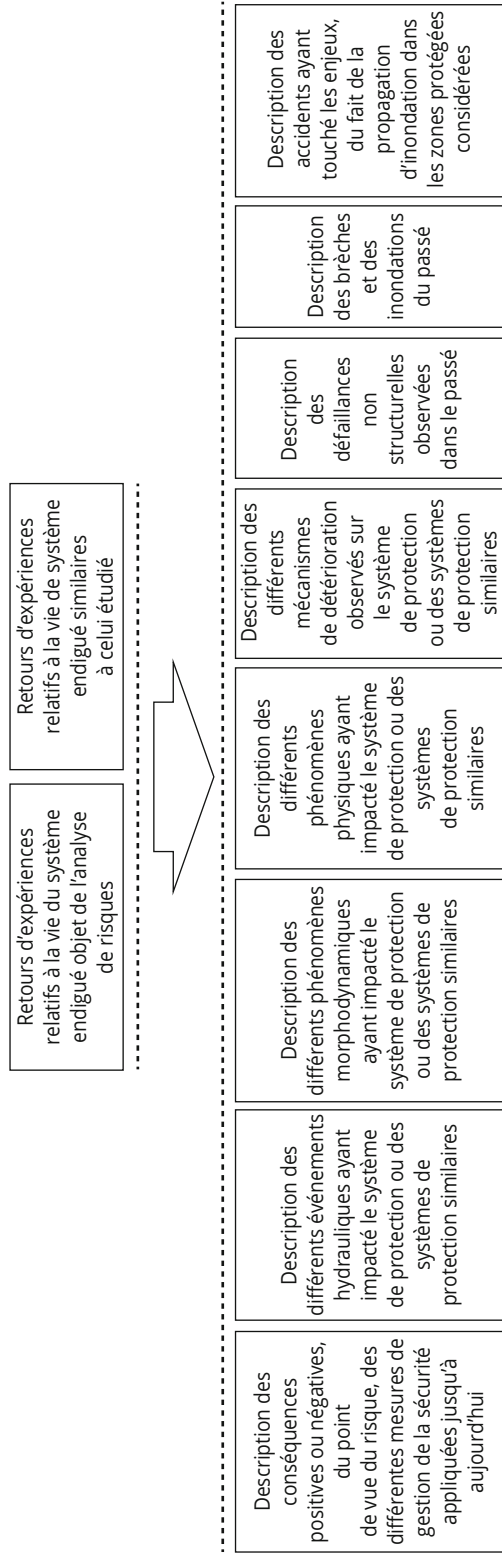 Retours d'expériences
relatifs à la vie du système
endigué objet de l'analyse
de risques
Retours d'expériences
relatifs à la vie de système
endigué similaires
à celui étudié
Description des
conséquences
positives ou négatives,
du point
de vue du risque, des
différentes mesures de
gestion de la sécurité
appliquées jusqu'à
aujourd'hui
Description des
différents événements
hydrauliques ayant
impacté le système
de protection ou des
systèmes de
protection similaires
Description des
différents phénomènes
morphodynamiques
ayant impacté le
système de protection
ou des systèmes de
protection similaires
Description des
différents
phénomènes
physiques ayant
impacté le système
de protection ou des
systèmes
de protection
similaires
Description des
différents
mécanismes
de détérioration
observés sur
le système
de protection
ou des systèmes
de protection
similaires
Description
des
défaillances
non
structurelles
observées
dans le passé
Description
des brèches
et des
inondations
du passé
Description des
accidents ayant
touché les enjeux,
du fait de la
propagation
d'inondation dans
les zones protégées
considérées